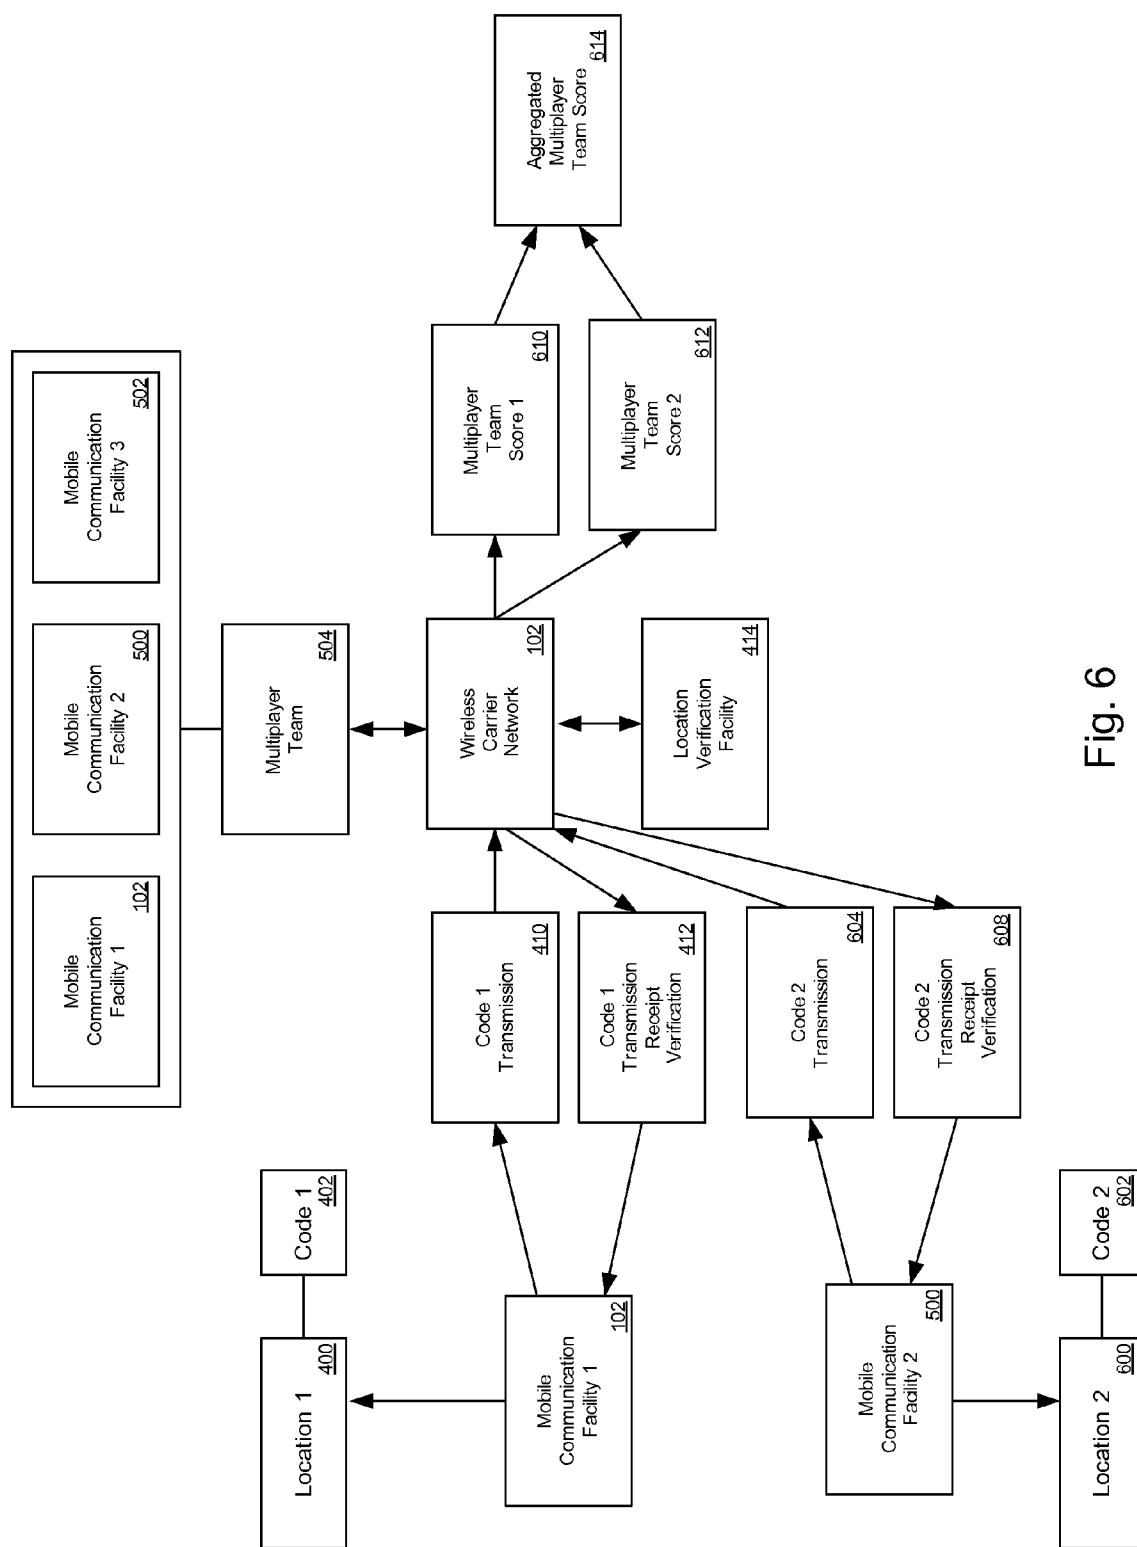 Mobile
Communication
Facility 1
102
Mobile
Communication
Facility 2
500
Mobile
Communication
Facility 3
502
Multiplayer
Team
504
Location 1
400
Code 1
402
Mobile
Communication
Facility 1
102
Code 1
Transmission
410
Code 1
Transmission
Receipt
Verification
412
Wireless
Carrier
Network
102
Location
Verification
Facility
414
Multiplayer
Team
Score 1
610
Multiplayer
Team
Score 2
612
Aggregated
Multiplayer
Team Score
614
Mobile
Communication
Facility 2
500
Code 2
Transmission
604
Code 2
Transmission
Receipt
Verification
608
Location 2
600
Code 2
602
Fig. 6